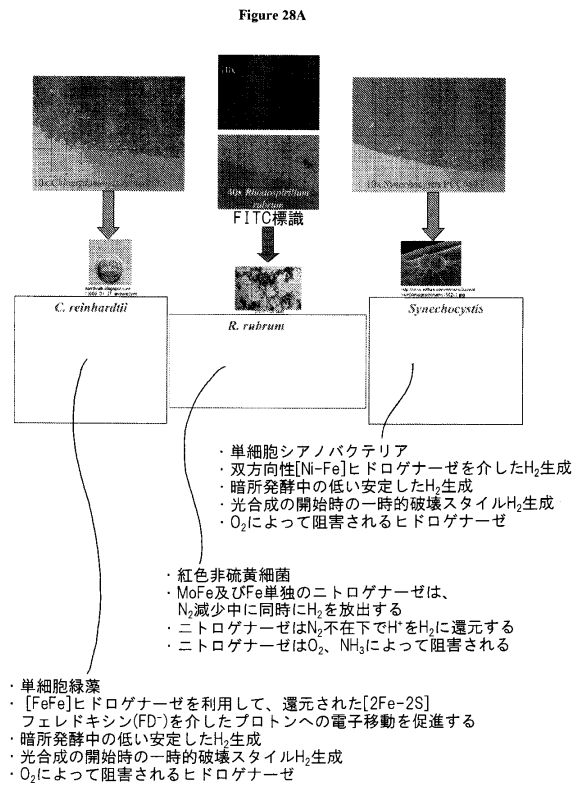 Figure 28A
40x Rhodospirillum
rubrum
FITC標識
C. reinhardtii
R. rubrum
Synechocystis
・単細胞シアノバクテリア
・双方向性[Ni-Fe]ヒドロゲナーゼを介したH₂生成
・暗所発酵中の低い安定したH₂生成
・光合成の開始時の一時的破壊スタイルH₂生成
・O₂によって阻害されるヒドロゲナーゼ
・紅色非硫黄細菌
・MoFe及びFe単独のニトロゲナーゼは、
N₂減少中に同時にH₂を放出する
・ニトロゲナーゼはN₂不在下でH⁺をH₂に還元する
・ニトロゲナーゼはO₂、NH₃によって阻害される
・単細胞緑藻
・[FeFe]ヒドロゲナーゼを利用して、還元された[2Fe-2S]
フェレドキシン(FD⁻)を介したプロトンへの電子移動を促進する
・暗所発酵中の低い安定したH₂生成
・光合成の開始時の一時的破壊スタイルH₂生成
・O₂によって阻害されるヒドロゲナーゼ